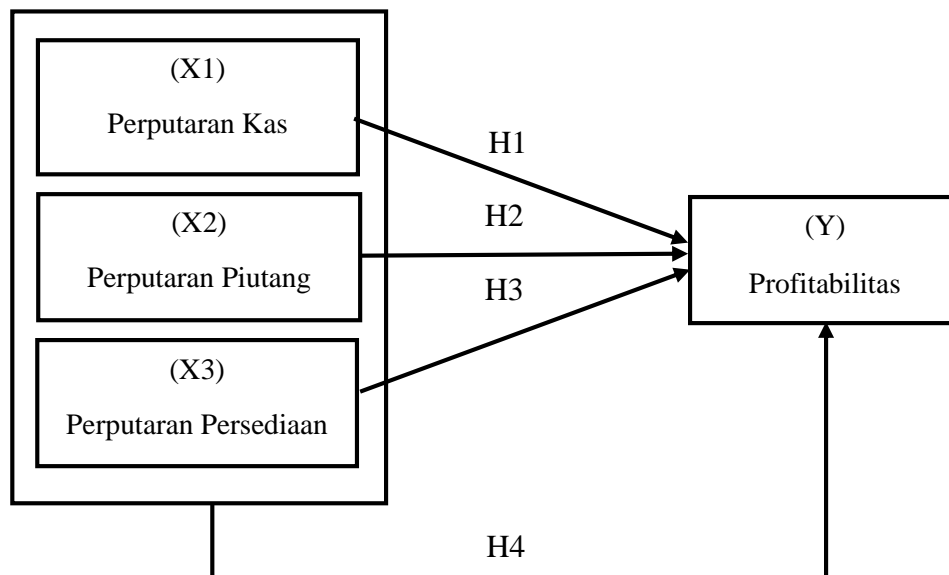 (X1)
Perputaran Kas
H1
(X2)
Perputaran Piutang
H2
(Y)
Profitabilitas
H3
(X3)
Perputaran Persediaan
H4